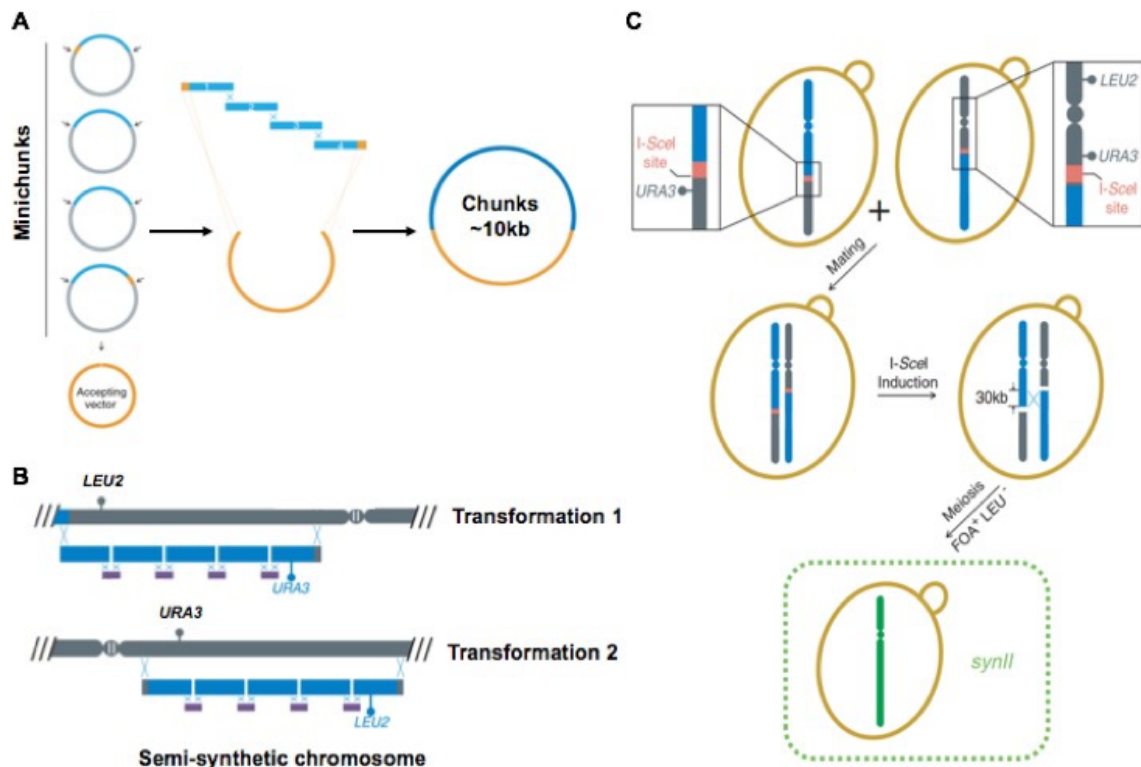 A
Minichunks
Accepting
vector
Chunks
~10kb
B
LEU2
Transformation 1
URA3
URA3
Transformation 2
LEU2
Semi-synthetic chromosome
C
I-SceI
site
URA3
LEU2
URA3
I-SceI
site
+
Mating
I-SceI
Induction
30kb
Meiosis
FOA+ LEU-
synII